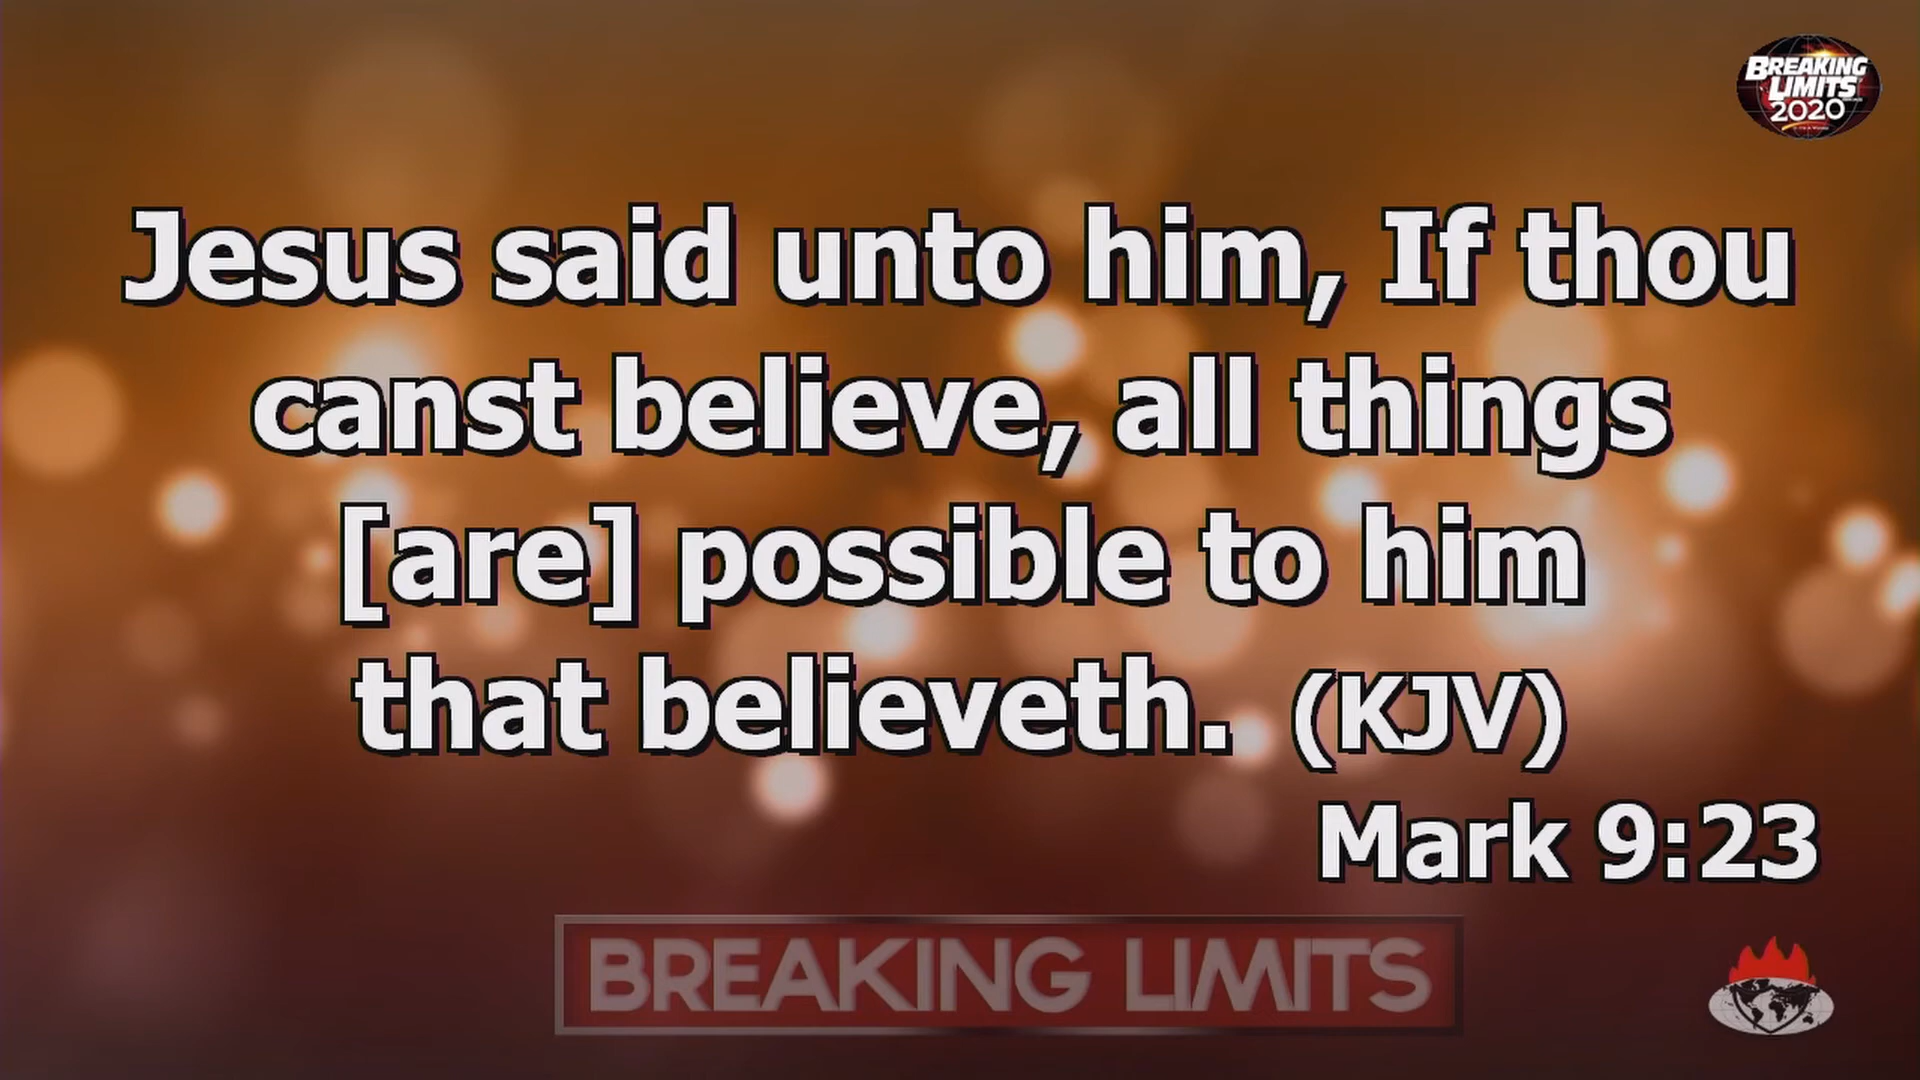 BREAKING
LIMITS
2020
Jesus said unto him, If thou
canst believe, all things
[are] possible to him
that believeth. (KJV)
Mark 9:23
BREAKING LIMITS